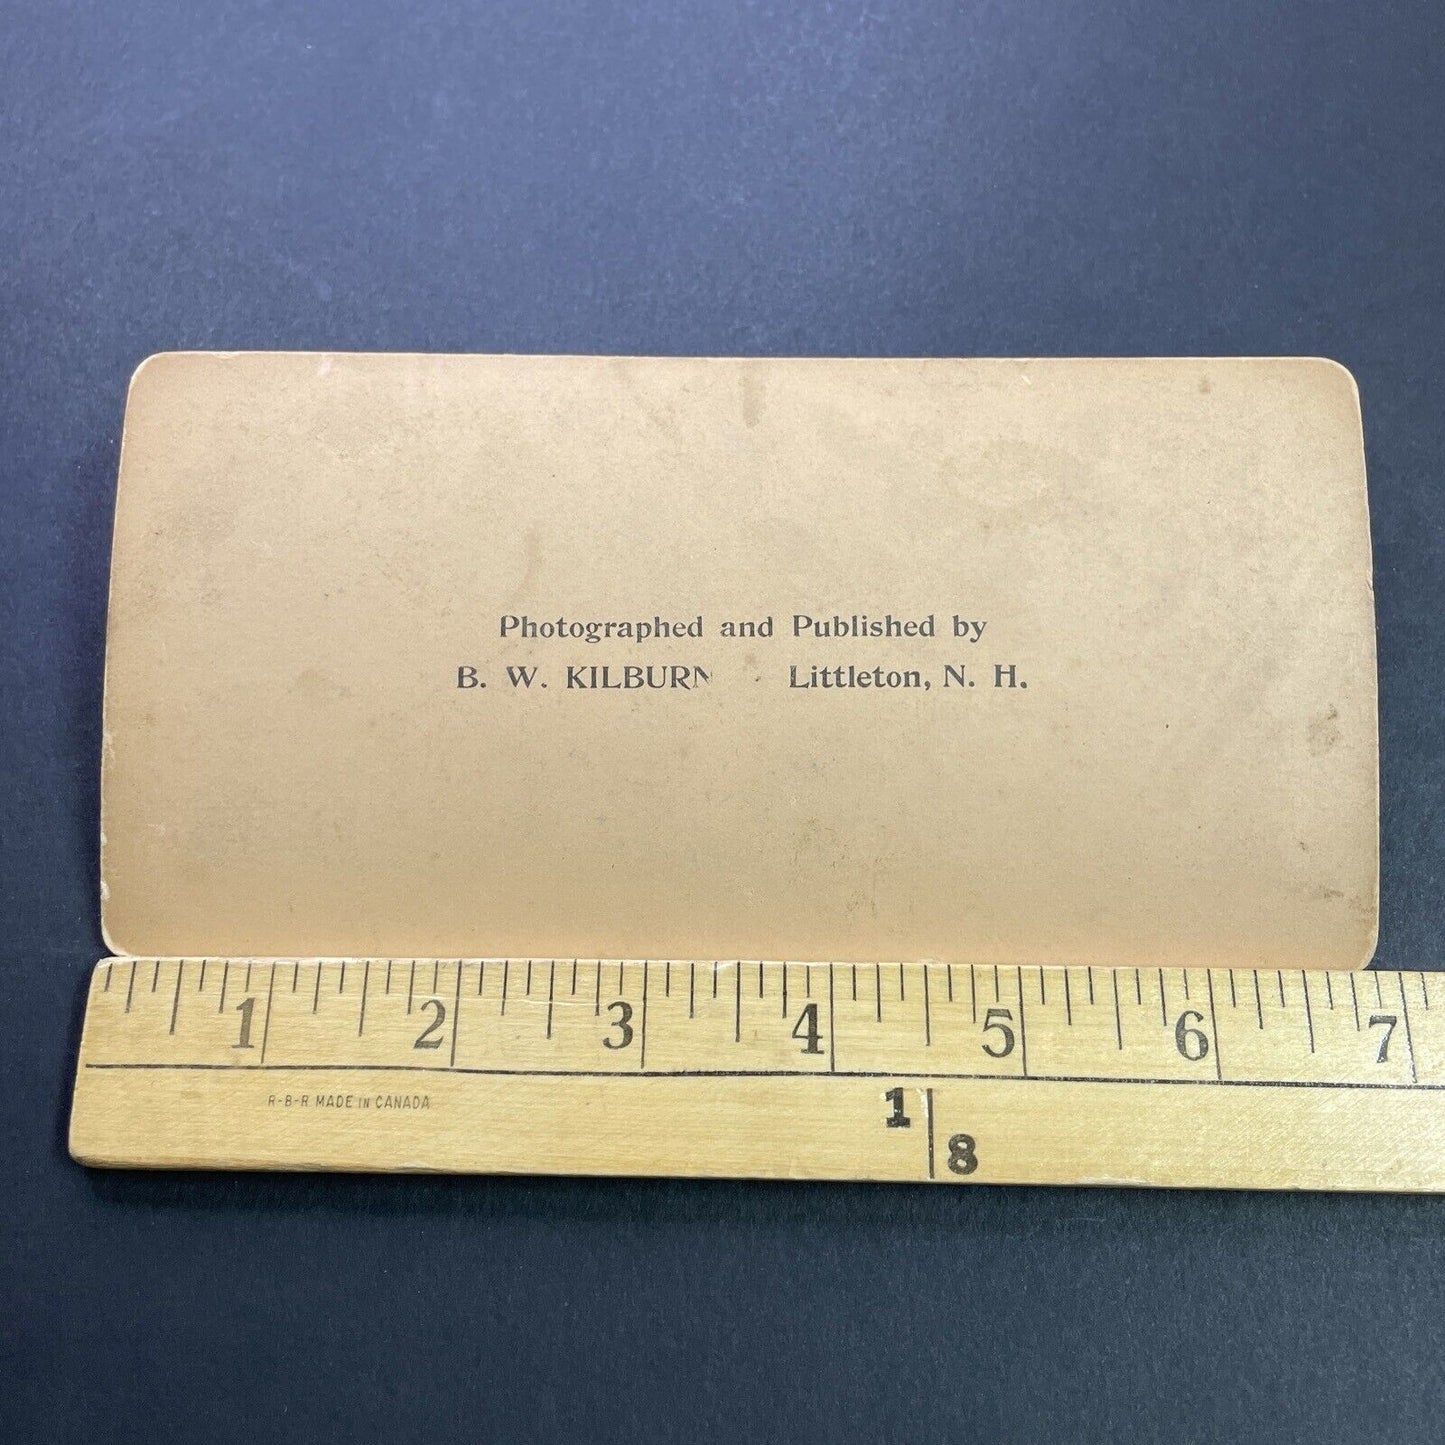 Photographed and Published by
B. W. KILBURN Littleton, N. H.
1 2 3 4 5 6 7
R-B-R MADE IN CANADA
1
8